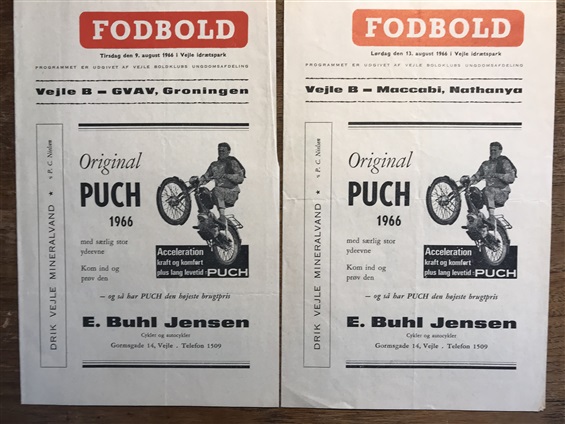 FODBOLD
Tirsdag den 9. august 1966 i Vejle idrætspark
PROGRAMMET ER UDGIVET AF VEJLE BOLDKLUBS UNGDOMSAFDELING
Vejle B – GVAV, Groningen
DRIK VEJLE MINERALVAND ★ v P. C. Nielsen
Original
PUCH
1966
med særlig stor
ydeevne
Kom ind og
prøv den
Acceleration
kraft og komfort
plus lang levetid-PUCH
– og så har PUCH den højeste brugtpris
E. Buhl Jensen
Cykler og autocykler
Gormsgade 14, Vejle . Telefon 1509
FODBOLD
Lørdag den 13. august 1966 i Vejle idrætspark
PROGRAMMET ER UDGIVET AF VEJLE BOLDKLUBS UNGDOMSAFDELING
Vejle B – Maccabi, Nathanya
DRIK VEJLE MINERALVAND ★ v P. C. Nielsen
Original
PUCH
1966
med særlig stor
ydeevne
Kom ind og
prøv den
Acceleration
kraft og komfort
plus lang levetid-PUCH
– og så har PUCH den højeste brugtpris
E. Buhl Jensen
Cykler og autocykler
Gormsgade 14, Vejle . Telefon 1509